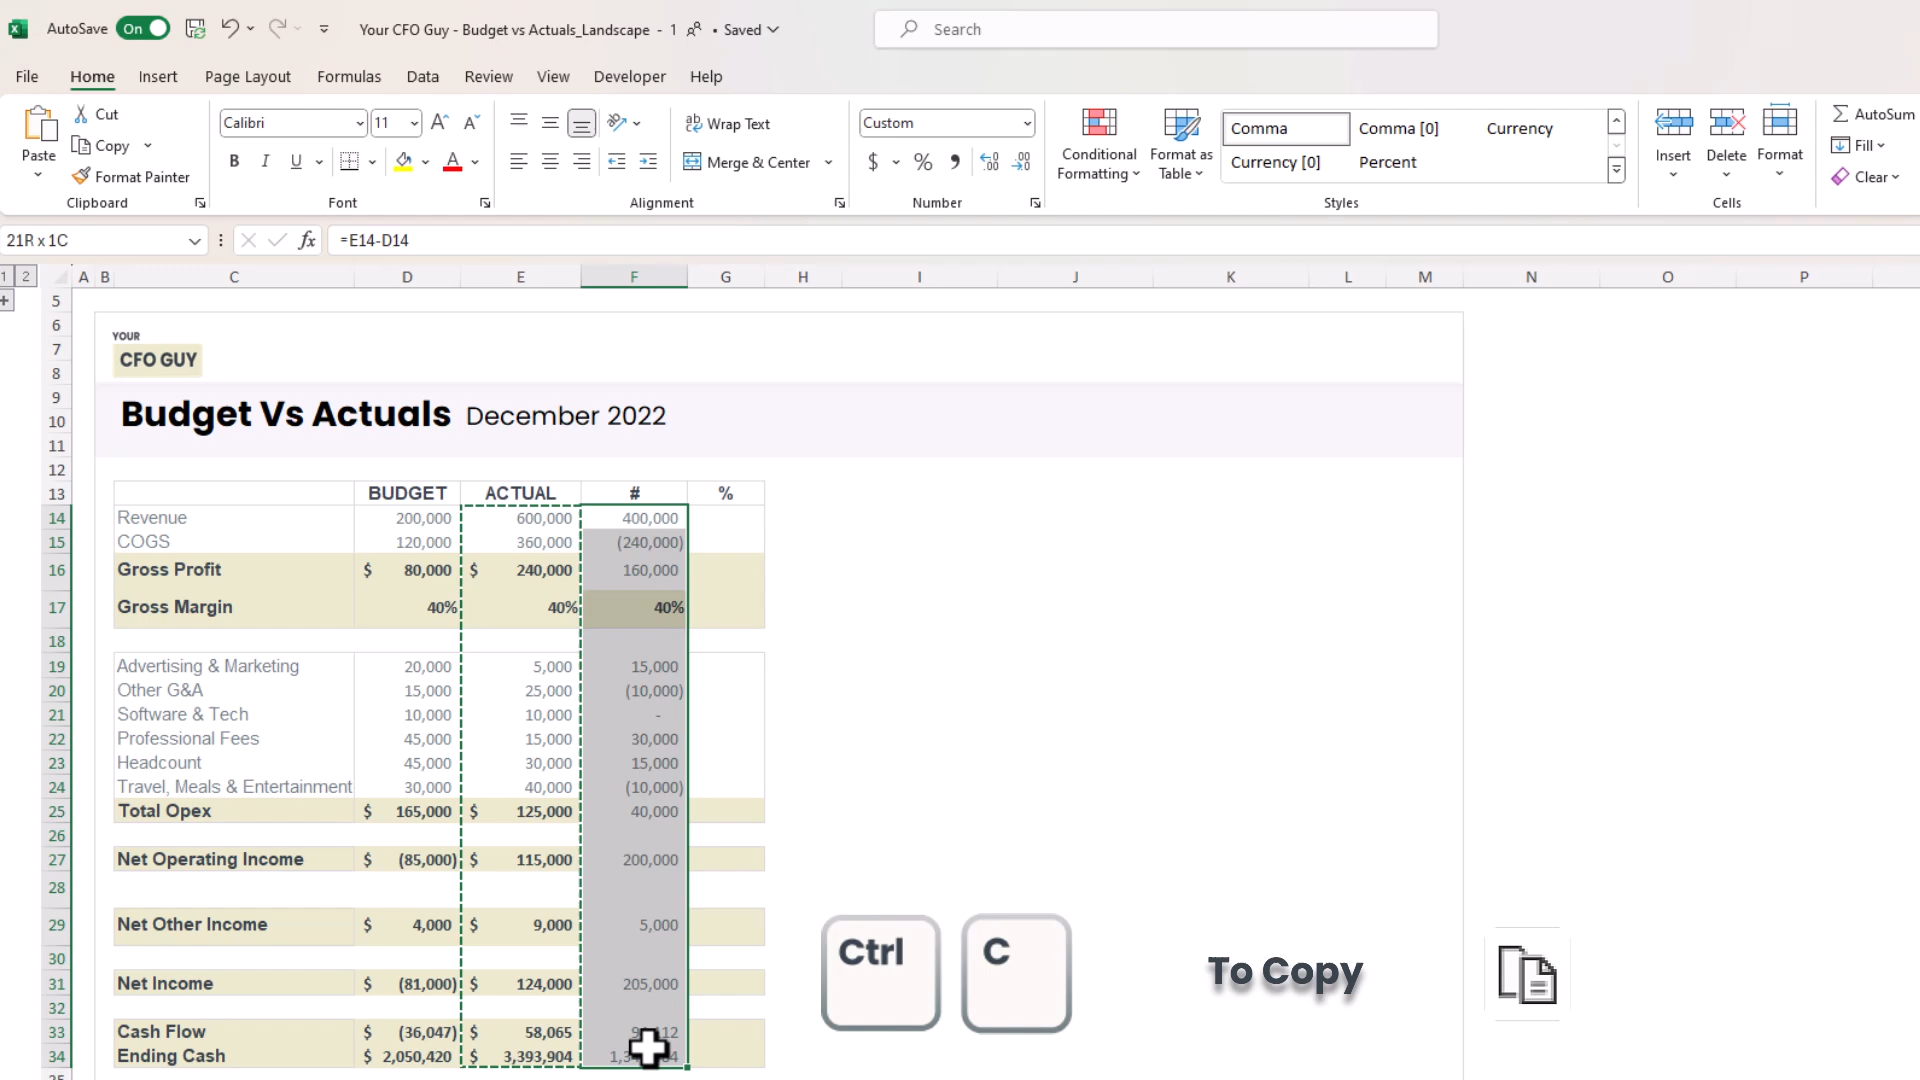 AutoSave On Your CFO Guy - Budget vs Actuals_Landscape - 1 • Saved Search
File Home Insert Page Layout Formulas Data Review View Developer Help
Paste Cut Copy Format Painter Clipboard
Calibri 11 B I U A Font
Wrap Text Merge & Center Alignment
Custom $ % Number
Conditional Formatting Format as Table
Comma Comma [0] Currency
Currency [0] Percent
Styles
Insert Delete Format Cells
AutoSum Fill Clear
21R x 1C fx =E14-D14
1 2 A B C D E F G H I J K L M N O P
5
6
YOUR
7 CFO GUY
8
9
10 Budget Vs Actuals December 2022
11
12
13 BUDGET ACTUAL # %
14 Revenue 200,000 600,000 400,000
15 COGS 120,000 360,000 (240,000)
16 Gross Profit $ 80,000 $ 240,000 160,000
17 Gross Margin 40% 40% 40%
18
19 Advertising & Marketing 20,000 5,000 15,000
20 Other G&A 15,000 25,000 (10,000)
21 Software & Tech 10,000 10,000 -
22 Professional Fees 45,000 15,000 30,000
23 Headcount 45,000 30,000 15,000
24 Travel, Meals & Entertainment 30,000 40,000 (10,000)
25 Total Opex $ 165,000 $ 125,000 40,000
26
27 Net Operating Income $ (85,000) $ 115,000 200,000
28
29 Net Other Income $ 4,000 $ 9,000 5,000
30
31 Net Income $ (81,000) $ 124,000 205,000
32
33 Cash Flow $ (36,047) $ 58,065
34 Ending Cash $ 2,050,420 $ 3,393,904
Ctrl C To Copy